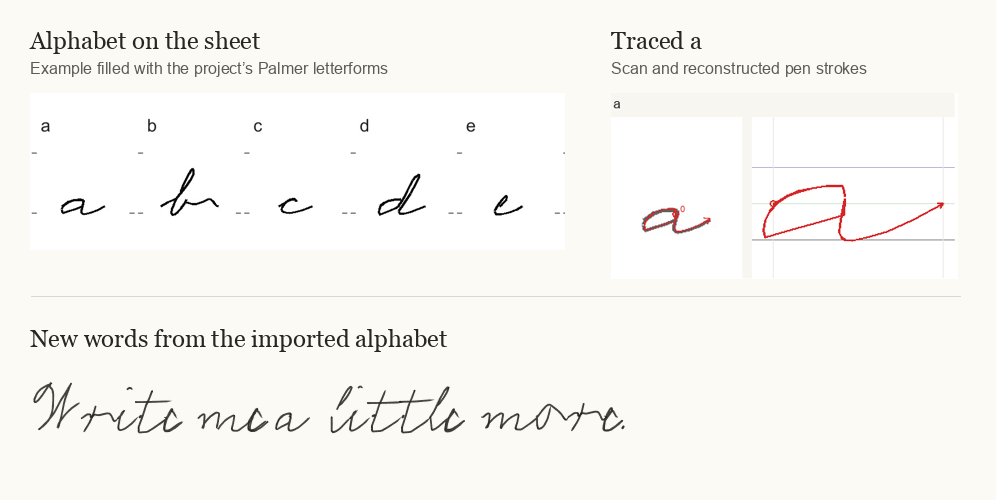 Alphabet on the sheet
Example filled with the project's Palmer letterforms
a b c d e
a b c d e
Traced a
Scan and reconstructed pen strokes
a
a 0 a
New words from the imported alphabet
Write me a little more.